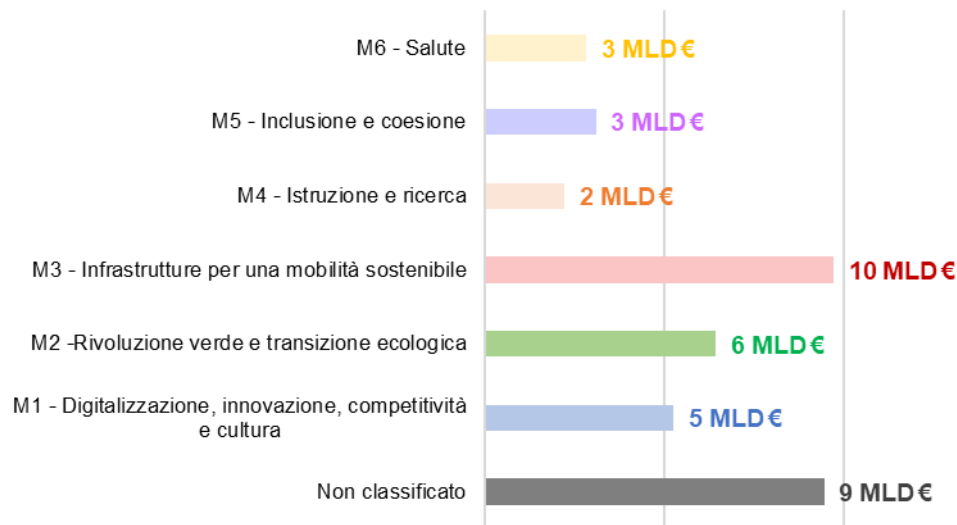 M6 - Salute
3 MLD €
M5 - Inclusione e coesione
3 MLD €
M4 - Istruzione e ricerca
2 MLD €
M3 - Infrastrutture per una mobilità sostenibile
10 MLD €
M2 -Rivoluzione verde e transizione ecologica
6 MLD €
M1 - Digitalizzazione, innovazione, competitività
e cultura
5 MLD €
Non classificato
9 MLD €